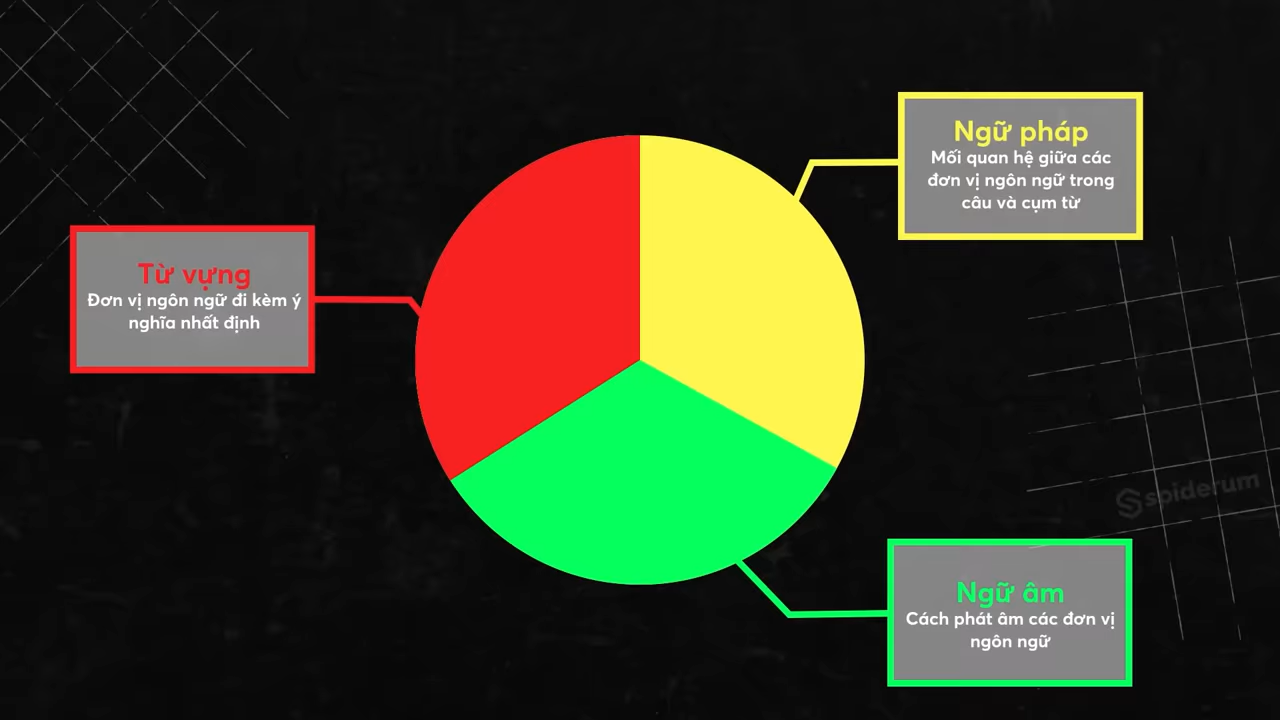 Ngữ pháp
Mối quan hệ giữa các
đơn vị ngôn ngữ trong
câu và cụm từ
Từ vựng
Đơn vị ngôn ngữ đi kèm ý
nghĩa nhất định
spiderum
Ngữ âm
Cách phát âm các đơn vị
ngôn ngữ